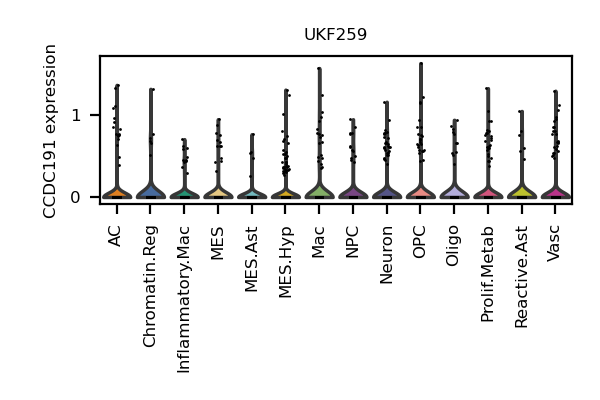 UKF259
CCDC191 expression
1
0
AC
Chromatin.Reg
Inflammatory.Mac
MES
MES.Ast
MES.Hyp
Mac
NPC
Neuron
OPC
Oligo
Prolif.Metab
Reactive.Ast
Vasc